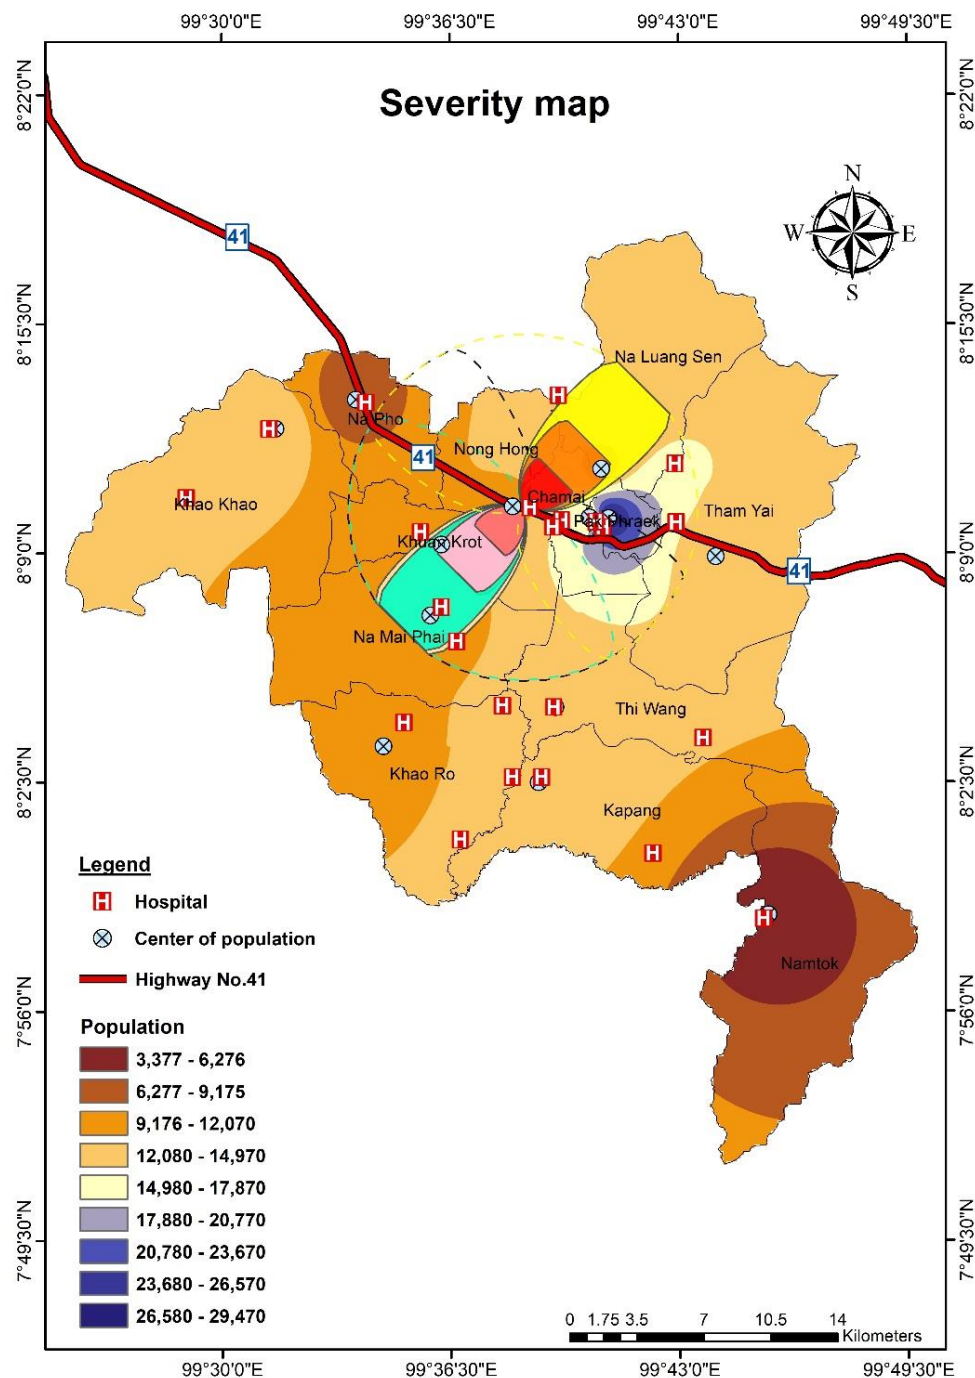 99°30'0"E 99°36'30"E 99°43'0"E 99°49'30"E
8°22'0"N 8°22'0"N
Severity map
N
W E
S
41
8°15'30"N 8°15'30"N
Na Luang Sen
H
H
Na Pho
H
Nong Hong
41
H
H
Khao Khao
Chamai
H
Tham Yai
H
Pak Phraek
H
H
H
H
H
H
Khuam Krot
8°9'0"N 8°9'0"N
41
H
Na Mai Phai
H
H
H
Thi Wang
H
H
Khao Ro
H
H
8°2'30"N 8°2'30"N
Kapang
H
H
Legend
H Hospital
H
Center of population
Namtok
Highway No.41
7°56'0"N 7°56'0"N
Population
3,377 - 6,276
6,277 - 9,175
9,176 - 12,070
12,080 - 14,970
14,980 - 17,870
17,880 - 20,770
7°49'30"N 7°49'30"N
20,780 - 23,670
23,680 - 26,570
26,580 - 29,470
0 1.75 3.5 7 10.5 14
Kilometers
99°30'0"E 99°36'30"E 99°43'0"E 99°49'30"E